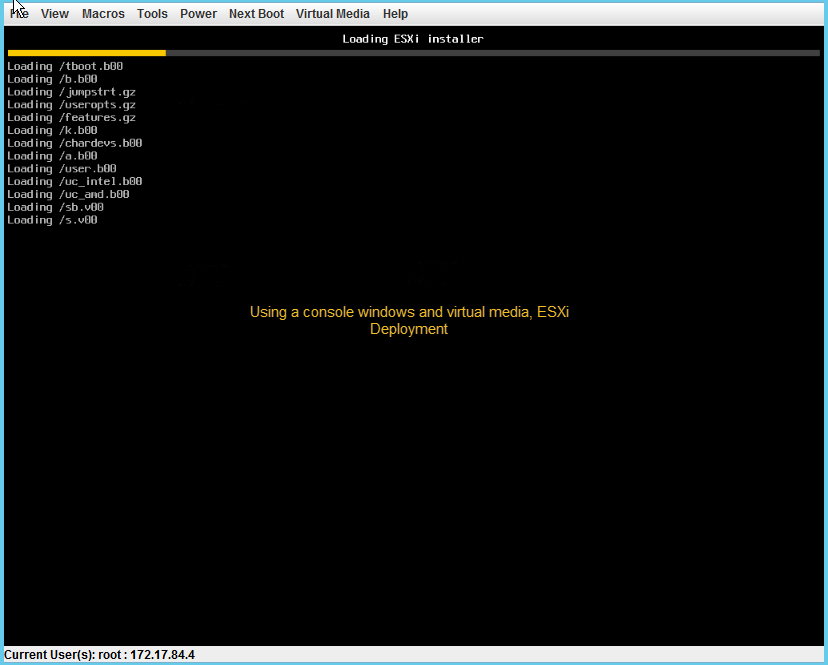 File View Macros Tools Power Next Boot Virtual Media Help
Loading ESXi installer
Loading /tboot.b00
Loading /b.b00
Loading /jumpstrt.gz
Loading /useropts.gz
Loading /features.gz
Loading /k.b00
Loading /chardevs.b00
Loading /a.b00
Loading /user.b00
Loading /uc_intel.b00
Loading /uc_amd.b00
Loading /sb.v00
Loading /s.v00
Using a console windows and virtual media, ESXi
Deployment
Current User(s): root : 172.17.84.4